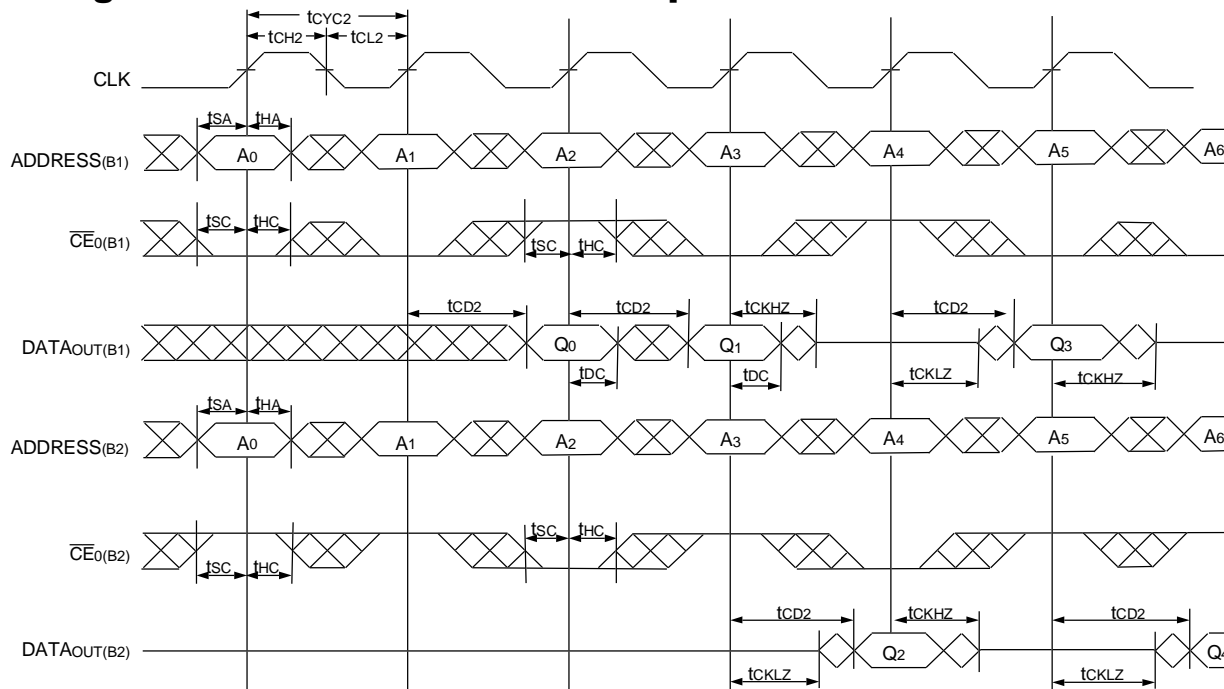 tCYC2
tCH2 tCL2
CLK
tSA tHA
ADDRESS(B1) A0 A1 A2 A3 A4 A5 A6
tSC tHC
CE0(B1) tSC tHC
tCD2 tCD2 tCKHZ tCD2
DATAOUT(B1) Q0 Q1 Q3
tDC tDC tCKLZ tCKHZ
tSA tHA
ADDRESS(B2) A0 A1 A2 A3 A4 A5 A6
tSC tHC
CE0(B2)
tSC tHC
tCD2 tCKHZ tCD2
DATAOUT(B2) Q2 Q4
tCKLZ tCKLZ